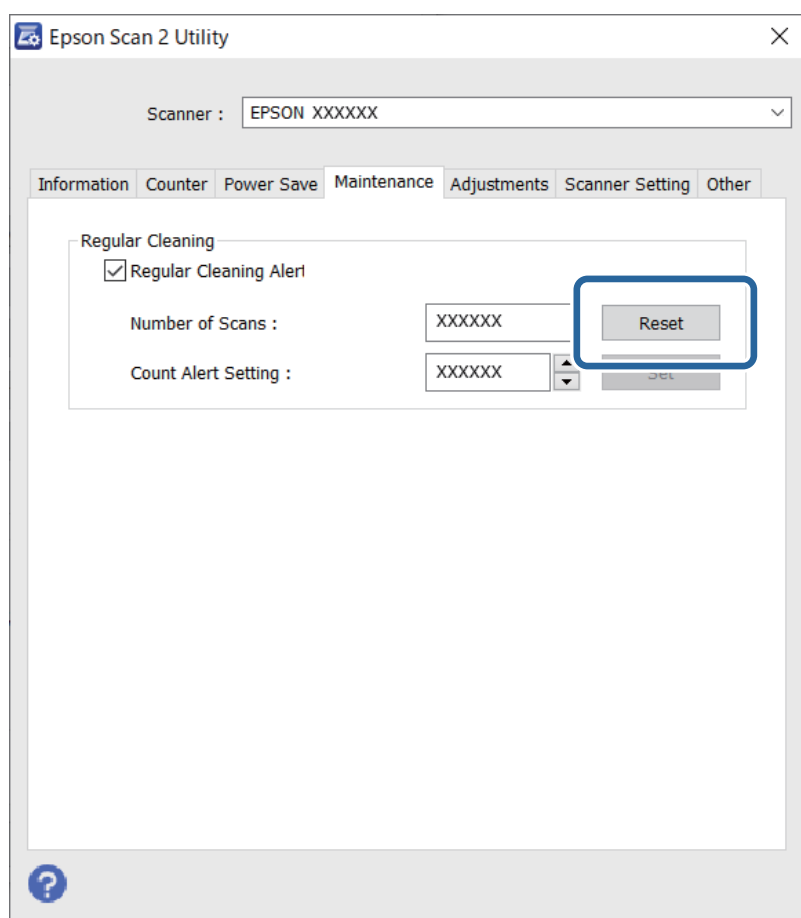 Epson Scan 2 Utility
Scanner : EPSON XXXXXX
Information Counter Power Save Maintenance Adjustments Scanner Setting Other
Regular Cleaning
Regular Cleaning Alert
Number of Scans : XXXXXX Reset
Count Alert Setting : XXXXXX Set
?